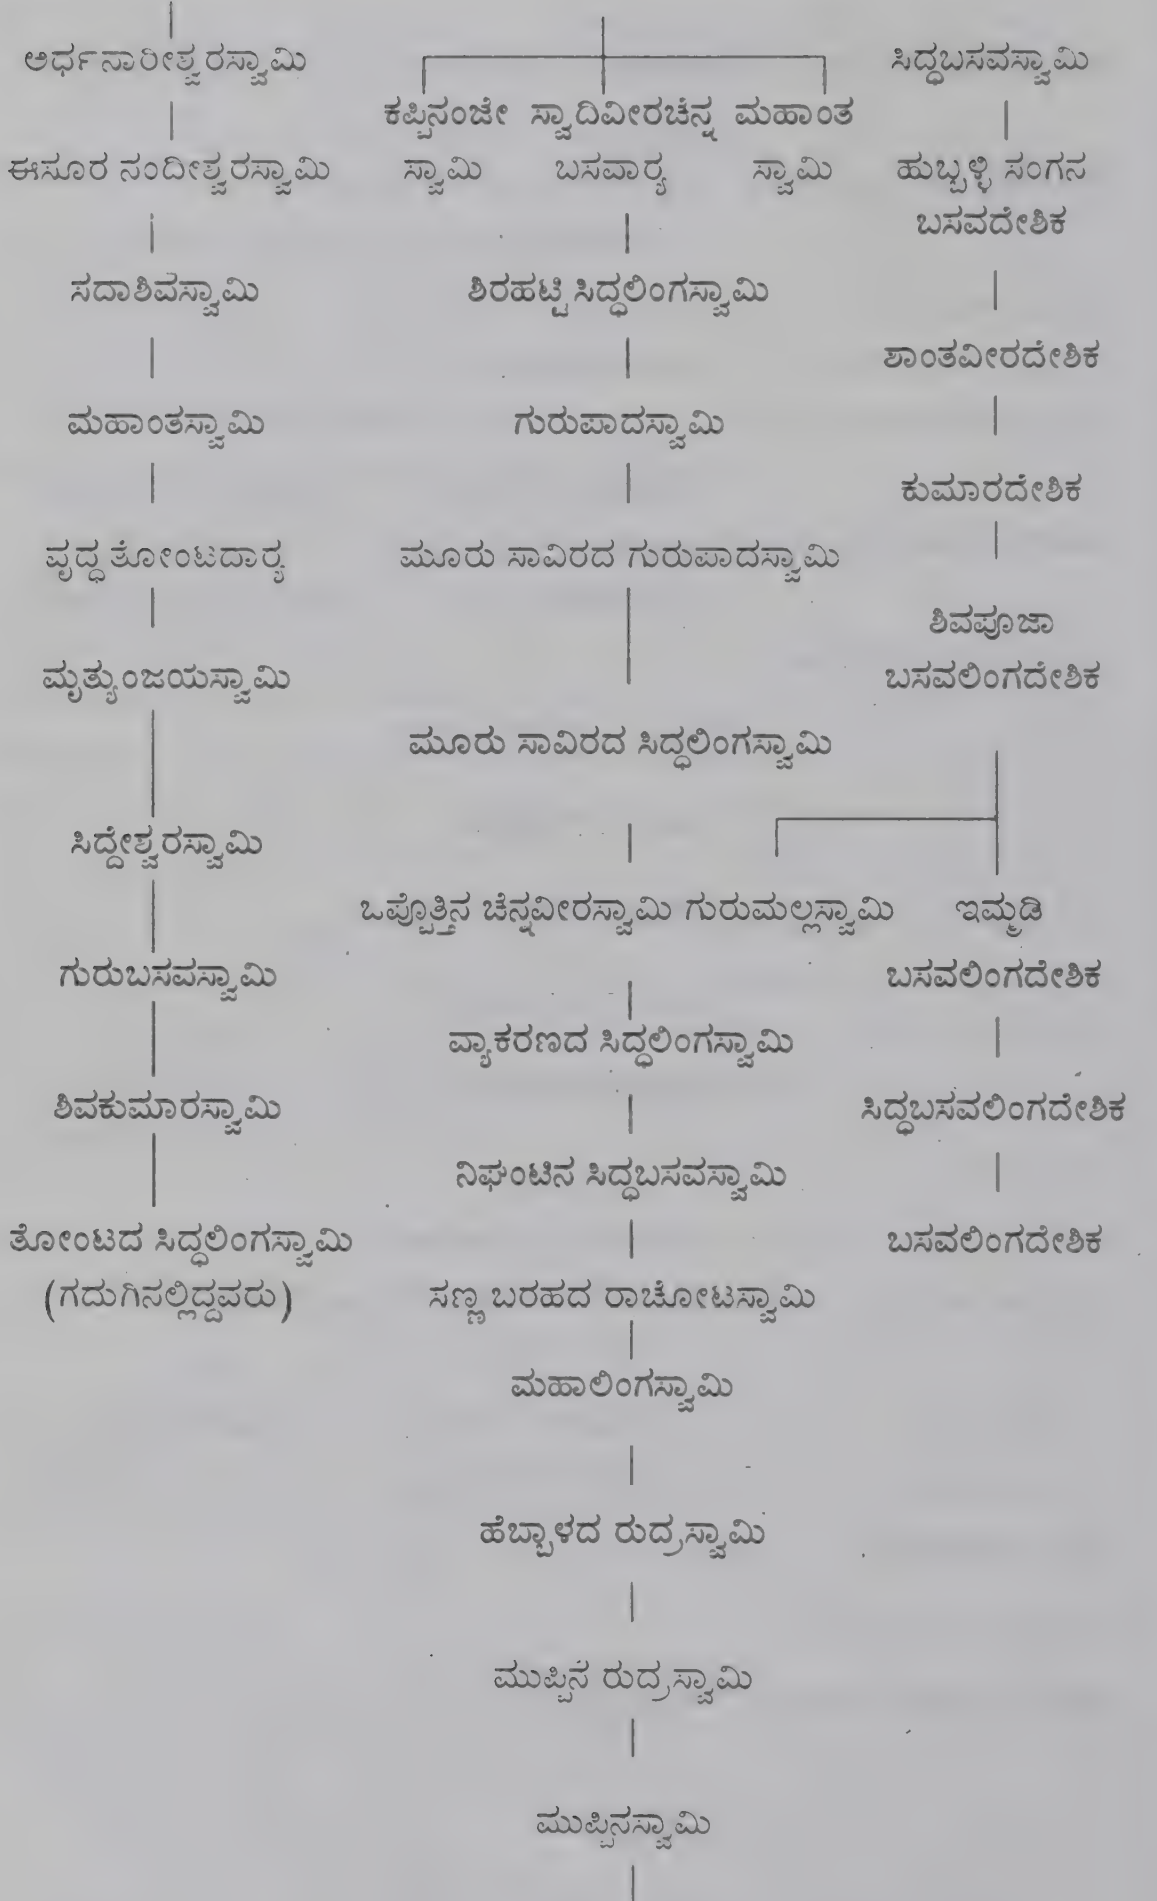 ಅರ್ಧನಾರೀಶ್ವರಸ್ವಾಮಿ
ಈಸೂರ ನಂದೀಶ್ವರಸ್ವಾಮಿ
ಸದಾಶಿವಸ್ವಾಮಿ
ಮಹಾಂತಸ್ವಾಮಿ
ವೃದ್ಧ ತೋಂಟದಾರ‍್ಯ
ಮೃತ್ಯುಂಜಯಸ್ವಾಮಿ
ಸಿದ್ದೇಶ್ವರಸ್ವಾಮಿ
ಗುರುಬಸವಸ್ವಾಮಿ
ಶಿವಕುಮಾರಸ್ವಾಮಿ
ತೋಂಟದ ಸಿದ್ಧಲಿಂಗಸ್ವಾಮಿ
(ಗದುಗಿನಲ್ಲಿದ್ದವರು)
ಕಪ್ಪಿನಂಜೇ ಸ್ವಾದಿವೀರಚೆನ್ನ ಮಹಾಂತ
ಸ್ವಾಮಿ ಬಸವಾರ‍್ಯ ಸ್ವಾಮಿ
ಶಿರಹಟ್ಟಿ ಸಿದ್ಧಲಿಂಗಸ್ವಾಮಿ
ಗುರುಪಾದಸ್ವಾಮಿ
ಮೂರು ಸಾವಿರದ ಗುರುಪಾದಸ್ವಾಮಿ
ಮೂರು ಸಾವಿರದ ಸಿದ್ಧಲಿಂಗಸ್ವಾಮಿ
ಒಪ್ಪೊತ್ತಿನ ಚೆನ್ನವೀರಸ್ವಾಮಿ ಗುರುಮಲ್ಲಸ್ವಾಮಿ
ವ್ಯಾಕರಣದ ಸಿದ್ಧಲಿಂಗಸ್ವಾಮಿ
ನಿಘಂಟಿನ ಸಿದ್ಧಬಸವಸ್ವಾಮಿ
ಸಣ್ಣ ಬರಹದ ರಾಚೋಟಸ್ವಾಮಿ
ಮಹಾಲಿಂಗಸ್ವಾಮಿ
ಹೆಬ್ಬಾಳದ ರುದ್ರಸ್ವಾಮಿ
ಮುಪ್ಪಿನ ರುದ್ರಸ್ವಾಮಿ
ಮುಪ್ಪಿನಸ್ವಾಮಿ
ಸಿದ್ಧಬಸವಸ್ವಾಮಿ
ಹುಬ್ಬಳ್ಳಿ ಸಂಗನ
ಬಸವದೇಶಿಕ
ಶಾಂತವೀರದೇಶಿಕ
ಕುಮಾರದೇಶಿಕ
ಶಿವಪೂಜಾ
ಬಸವಲಿಂಗದೇಶಿಕ
ಇಮ್ಮಡಿ
ಬಸವಲಿಂಗದೇಶಿಕ
ಸಿದ್ಧಬಸವಲಿಂಗದೇಶಿಕ
ಬಸವಲಿಂಗದೇಶಿಕ